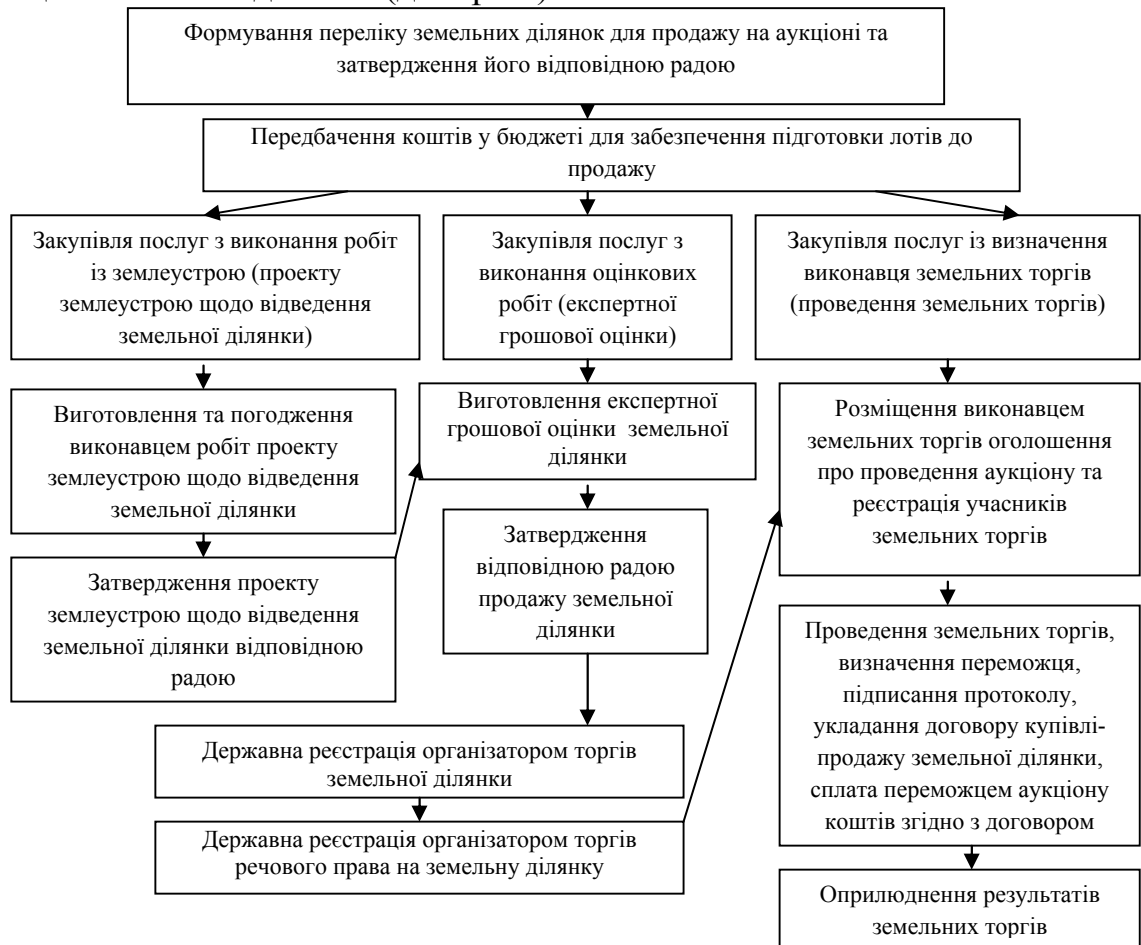 Формування переліку земельних ділянок для продажу на аукціоні та
затвердження його відповідною радою
Передбачення коштів у бюджеті для забезпечення підготовки лотів до
продажу
Закупівля послуг з виконання робіт
із землеустрою (проекту
землеустрою щодо відведення
земельної ділянки)
Закупівля послуг з
виконання оцінкових
робіт (експертної
грошової оцінки)
Закупівля послуг із визначення
виконавця земельних торгів
(проведення земельних торгів)
Виготовлення та погодження
виконавцем робіт проекту
землеустрою щодо відведення
земельної ділянки
Виготовлення експертної
грошової оцінки земельної
ділянки
Розміщення виконавцем
земельних торгів оголошення
про проведення аукціону та
реєстрація учасників
земельних торгів
Затвердження проекту
землеустрою щодо відведення
земельної ділянки відповідною
радою
Затвердження
відповідною радою
продажу земельної
ділянки
Проведення земельних торгів,
визначення переможця,
підписання протоколу,
укладання договору купівлі-
продажу земельної ділянки,
сплата переможцем аукціону
коштів згідно з договором
Державна реєстрація організатором торгів
земельної ділянки
Державна реєстрація організатором торгів
речового права на земельну ділянку
Оприлюднення результатів
земельних торгів